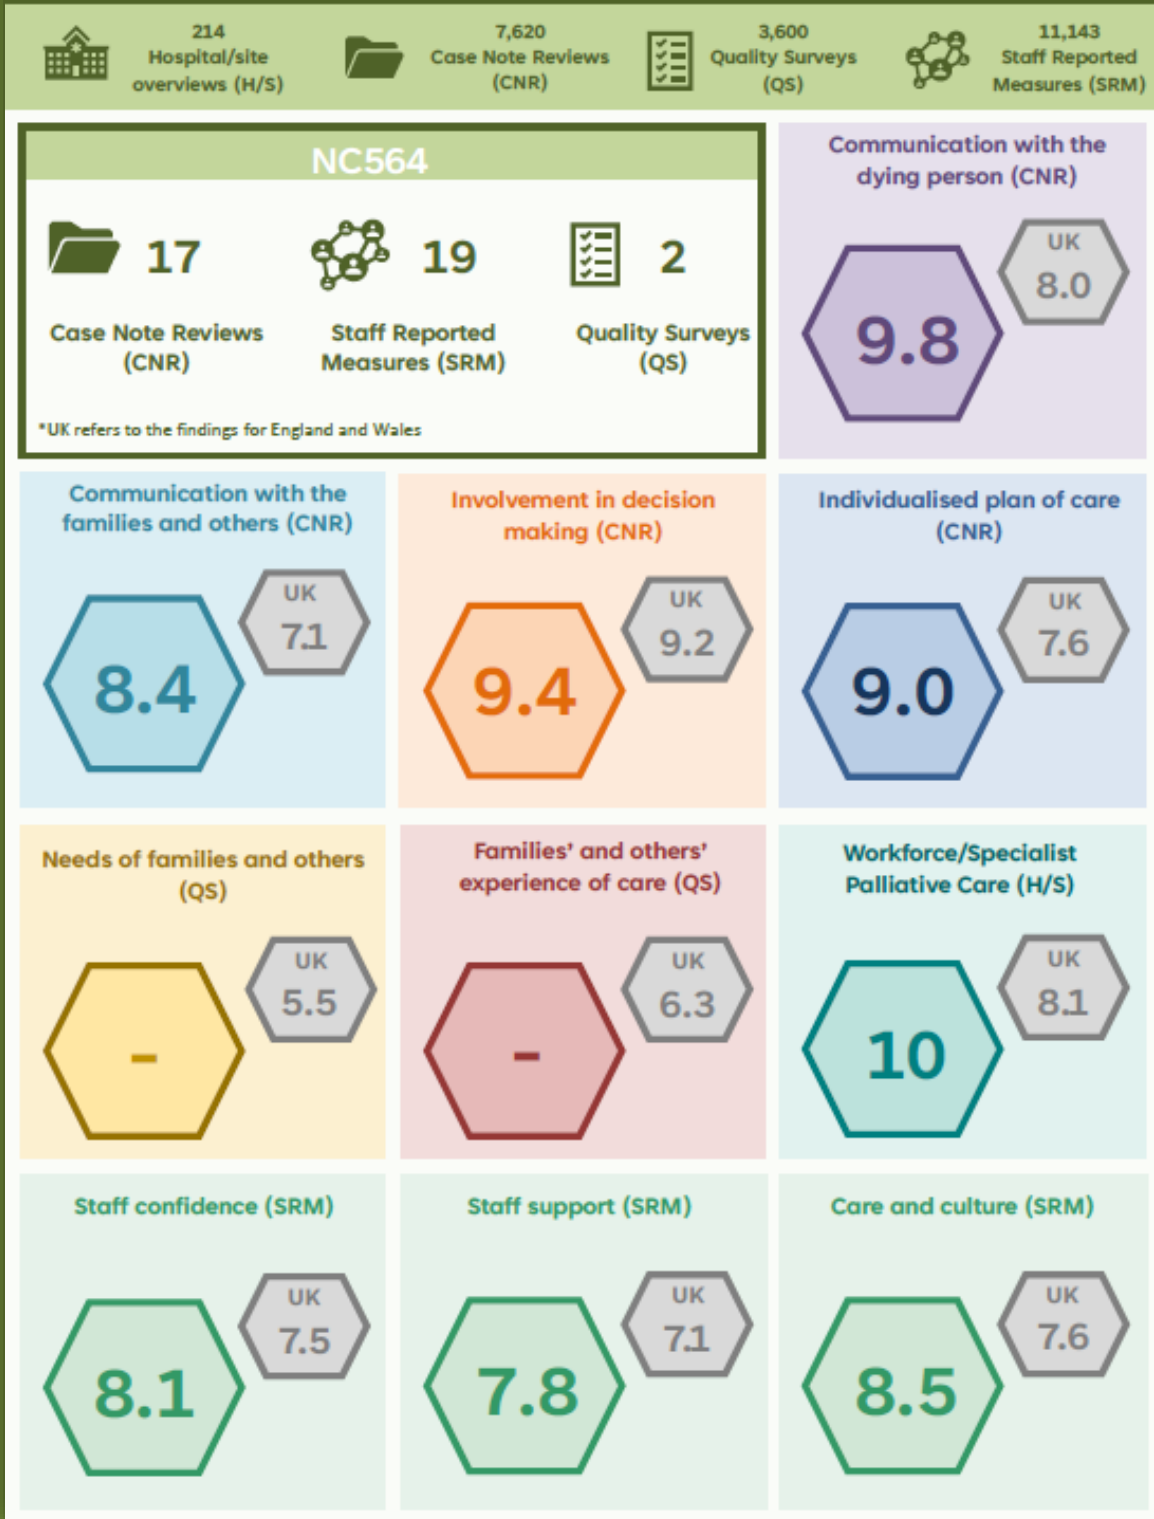 214
Hospital/site
overviews (H/S)
7,620
Case Note Reviews
(CNR)
3,600
Quality Surveys
(QS)
11,143
Staff Reported
Measures (SRM)
NC564
17
Case Note Reviews
(CNR)
19
Staff Reported
Measures (SRM)
2
Quality Surveys
(QS)
*UK refers to the findings for England and Wales
Communication with the
dying person (CNR)
UK
8.0
9.8
Communication with the
families and others (CNR)
UK
7.1
8.4
Involvement in decision
making (CNR)
UK
9.2
9.4
Individualised plan of care
(CNR)
UK
7.6
9.0
Needs of families and others
(QS)
UK
5.5
-
Families’ and others’
experience of care (QS)
UK
6.3
-
Workforce/Specialist
Palliative Care (H/S)
UK
8.1
10
Staff confidence (SRM)
UK
7.5
8.1
Staff support (SRM)
UK
7.1
7.8
Care and culture (SRM)
UK
7.6
8.5